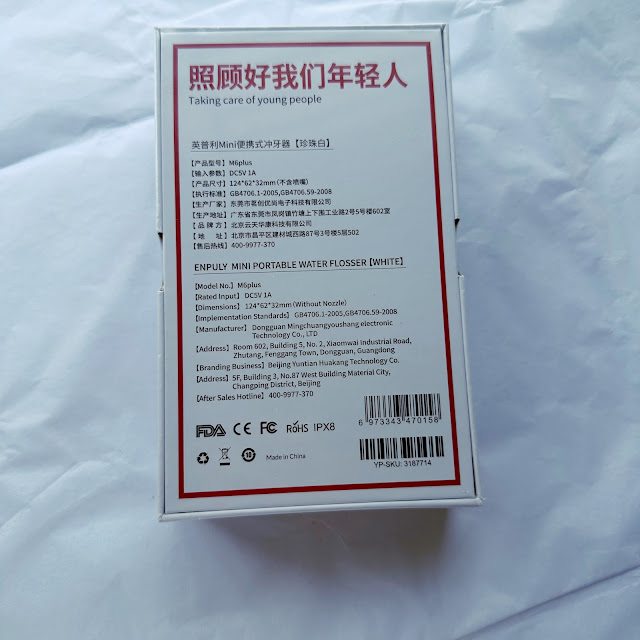 照顾好我们年轻人
Taking care of young people
英普利Mini便携式冲牙器【珍珠白】
【产品型号】M6plus
【输入参数】DC5V 1A
【产品尺寸】124*62*32mm(不含喷嘴)
【执行标准】GB4706.1-2005,GB4706.59-2008
【生产厂家】东莞市茗创优尚电子科技有限公司
【生产地址】广东省东莞市凤岗镇竹塘上下围工业路2号5号楼602室
【品 牌 方】北京云天华康科技有限公司
【地 址】北京市昌平区建材城西路87号3号楼5层502
【售后热线】400-9977-370
ENPULY MINI PORTABLE WATER FLOSSER【WHITE】
【Model No.】M6plus
【Rated Input】DC5V 1A
【Dimensions】124*62*32mm(Without Nozzle)
【Implementation Standards】GB4706.1-2005,GB4706.59-2008
【Manufacturer】Dongguan Mingchuangyoushang electronic
Technology Co., LTD
【Address】Room 602, Building 5, No. 2, Xiaomwai Industrial Road,
Zhutang, Fenggang Town, Dongguan, Guangdong
【Branding Business】Beijing Yuntian Huakang Technology Co.
【Address】5F, Building 3, No.87 West Building Material City,
Changping District, Beijing
【After Sales Hotline】400-9977-370
6 973343 470158
FDA CE FC RoHS IPX8
10 Made in China
YP-SKU: 3187714